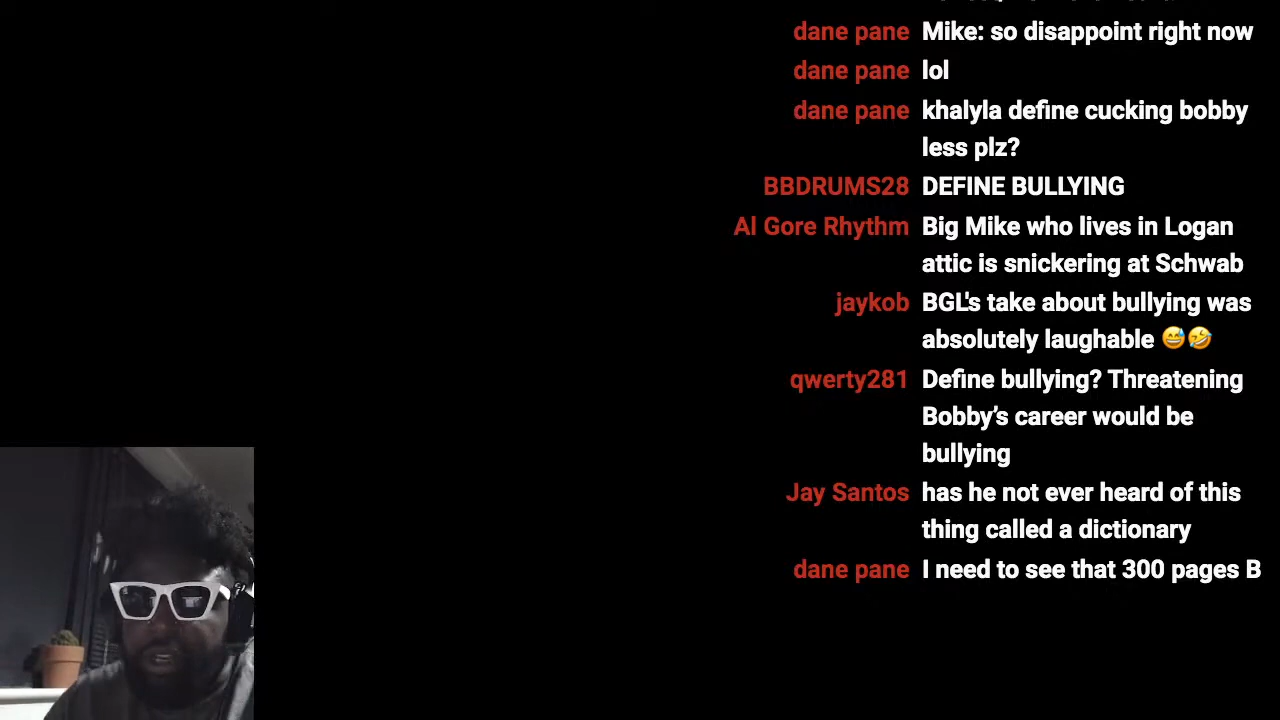 dane pane Mike: so disappoint right now
dane pane lol
dane pane khalyla define cucking bobby
less plz?
BBDRUMS28 DEFINE BULLYING
Al Gore Rhythm Big Mike who lives in Logan
attic is snickering at Schwab
jaykob BGL's take about bullying was
absolutely laughable 😅🤣
qwerty281 Define bullying? Threatening
Bobby’s career would be
bullying
Jay Santos has he not ever heard of this
thing called a dictionary
dane pane I need to see that 300 pages B